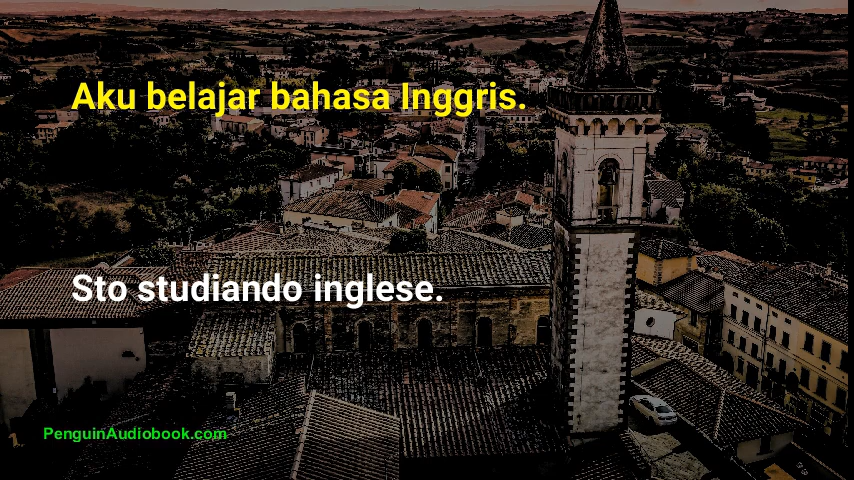 Aku belajar bahasa Inggris.
Sto studiando inglese.
PenguinAudiobook.com